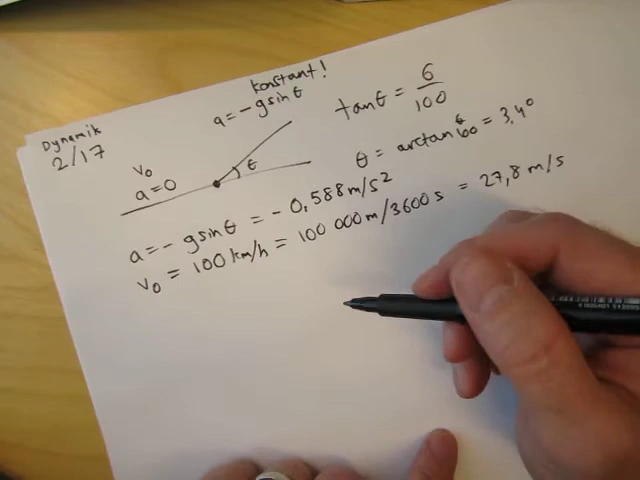 Dynamik
2/17
konstant!
a = - g sin θ
tan θ = 6/100
v₀
a = 0
θ
θ = arctan 6/100 = 3,4°
a = - g sin θ = - 0,588 m/s²
v₀ = 100 km/h = 100 000 m/3600 s = 27,8 m/s